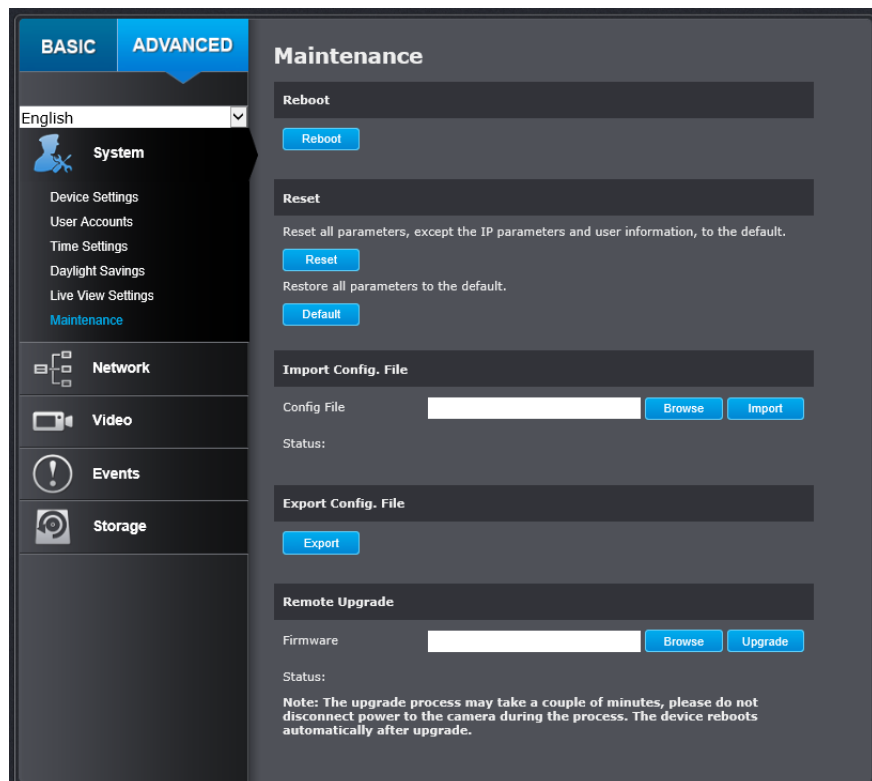 BASIC
ADVANCED
English
System
Device Settings
User Accounts
Time Settings
Daylight Savings
Live View Settings
Maintenance
Network
Video
Events
Storage
Maintenance
Reboot
Reboot
Reset
Reset all parameters, except the IP parameters and user information, to the default.
Reset
Restore all parameters to the default.
Default
Import Config. File
Config File
Browse
Import
Status:
Export Config. File
Export
Remote Upgrade
Firmware
Browse
Upgrade
Status:
Note: The upgrade process may take a couple of minutes, please do not
disconnect power to the camera during the process. The device reboots
automatically after upgrade.